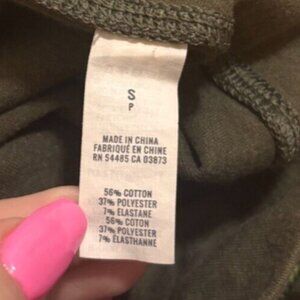 S
P
MADE IN CHINA
FABRIQUÉ EN CHINE
RN 54485 CA 03873
56% COTTON
37% POLYESTER
7% ELASTANE
56% COTON
37% POLYESTER
7% ÉLASTHANNE